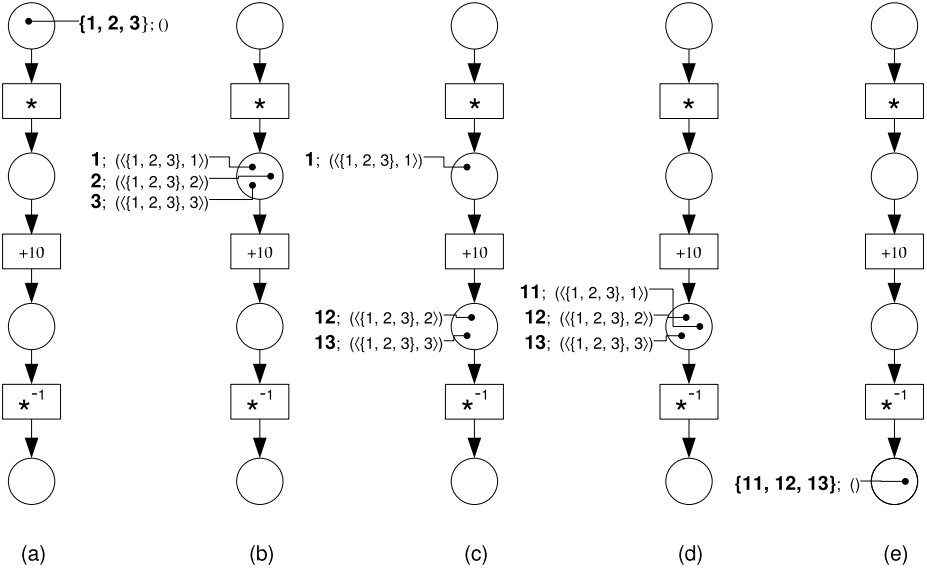 {1, 2, 3}; ()
*
+10
*-1
(a)
*
1; (⟨{1, 2, 3}, 1⟩)
2; (⟨{1, 2, 3}, 2⟩)
3; (⟨{1, 2, 3}, 3⟩)
+10
*-1
(b)
*
1; (⟨{1, 2, 3}, 1⟩)
+10
12; (⟨{1, 2, 3}, 2⟩)
13; (⟨{1, 2, 3}, 3⟩)
*-1
(c)
*
+10
11; (⟨{1, 2, 3}, 1⟩)
12; (⟨{1, 2, 3}, 2⟩)
13; (⟨{1, 2, 3}, 3⟩)
*-1
(d)
*
+10
*-1
{11, 12, 13}; ()
(e)